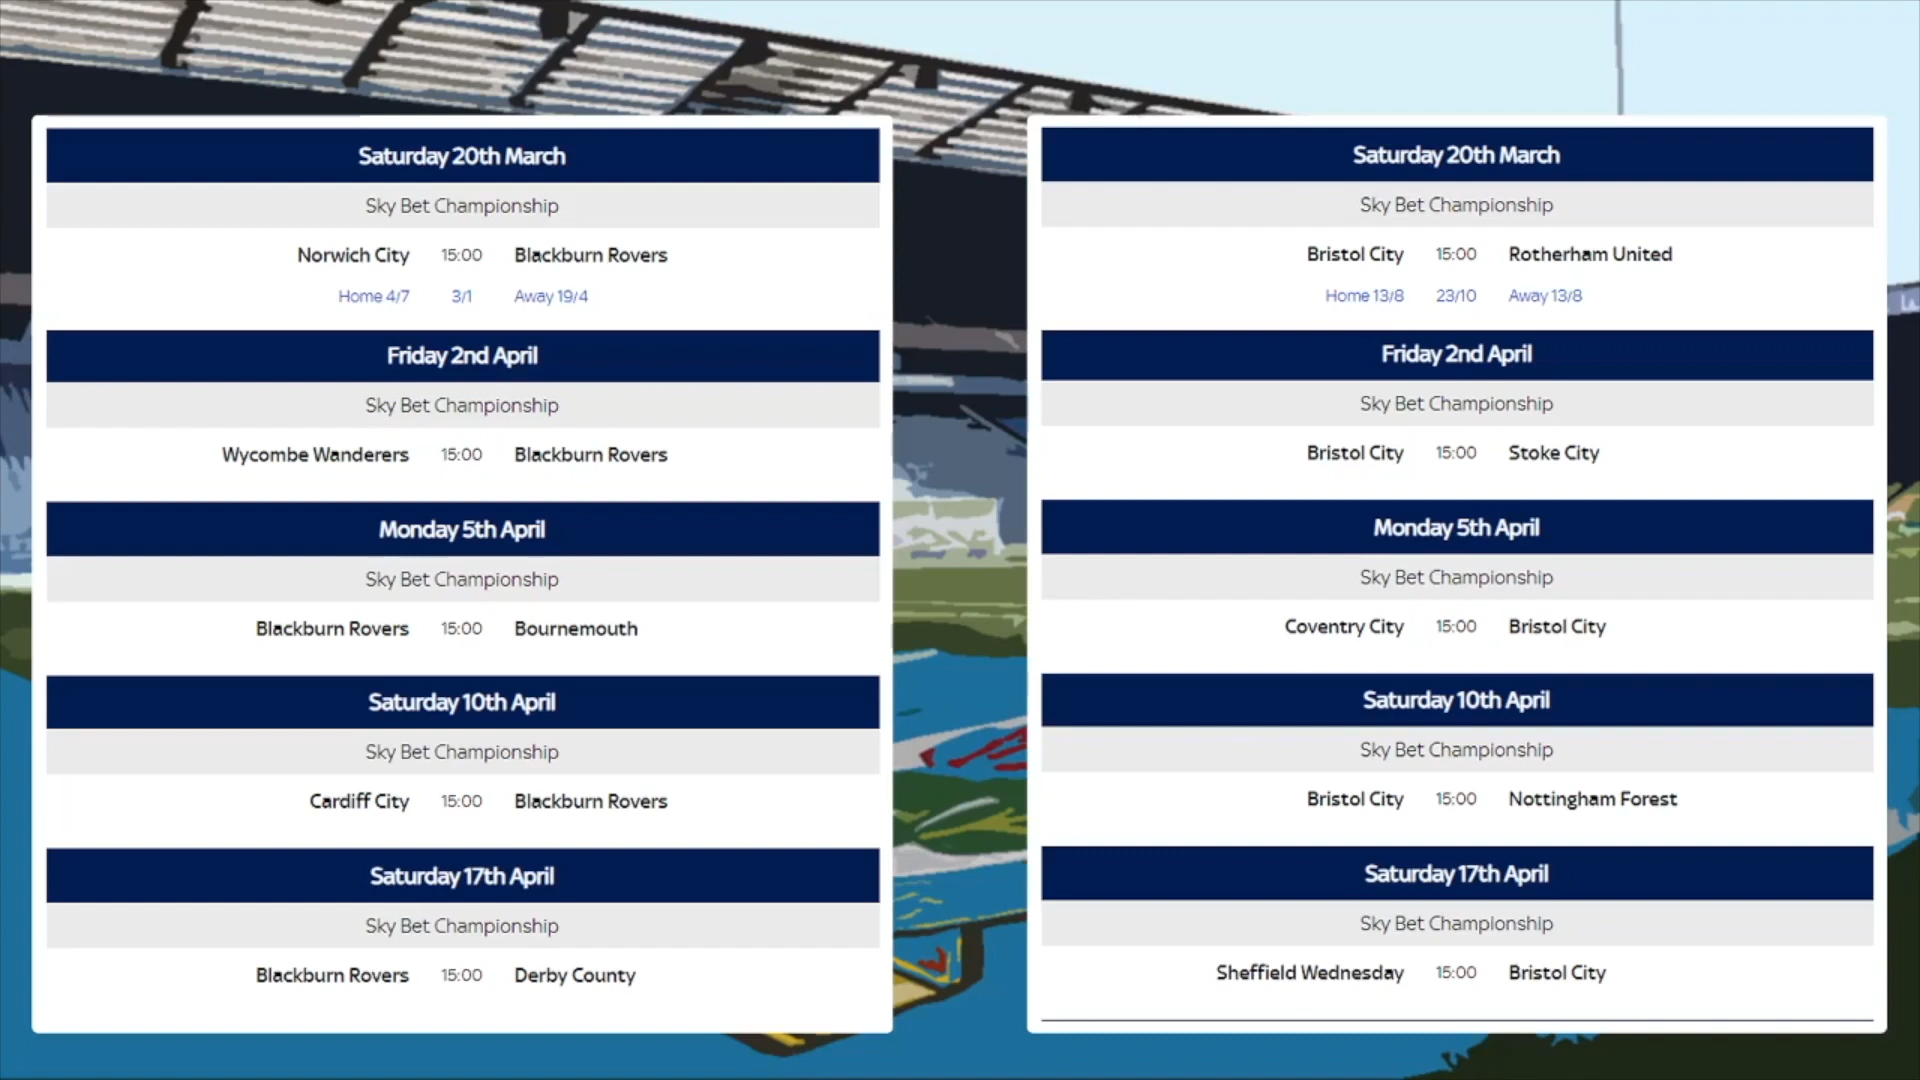 Saturday 20th March
Sky Bet Championship
Norwich City 15:00 Blackburn Rovers
Home 4/7 3/1 Away 19/4
Friday 2nd April
Sky Bet Championship
Wycombe Wanderers 15:00 Blackburn Rovers
Monday 5th April
Sky Bet Championship
Blackburn Rovers 15:00 Bournemouth
Saturday 10th April
Sky Bet Championship
Cardiff City 15:00 Blackburn Rovers
Saturday 17th April
Sky Bet Championship
Blackburn Rovers 15:00 Derby County
Saturday 20th March
Sky Bet Championship
Bristol City 15:00 Rotherham United
Home 13/8 23/10 Away 13/8
Friday 2nd April
Sky Bet Championship
Bristol City 15:00 Stoke City
Monday 5th April
Sky Bet Championship
Coventry City 15:00 Bristol City
Saturday 10th April
Sky Bet Championship
Bristol City 15:00 Nottingham Forest
Saturday 17th April
Sky Bet Championship
Sheffield Wednesday 15:00 Bristol City